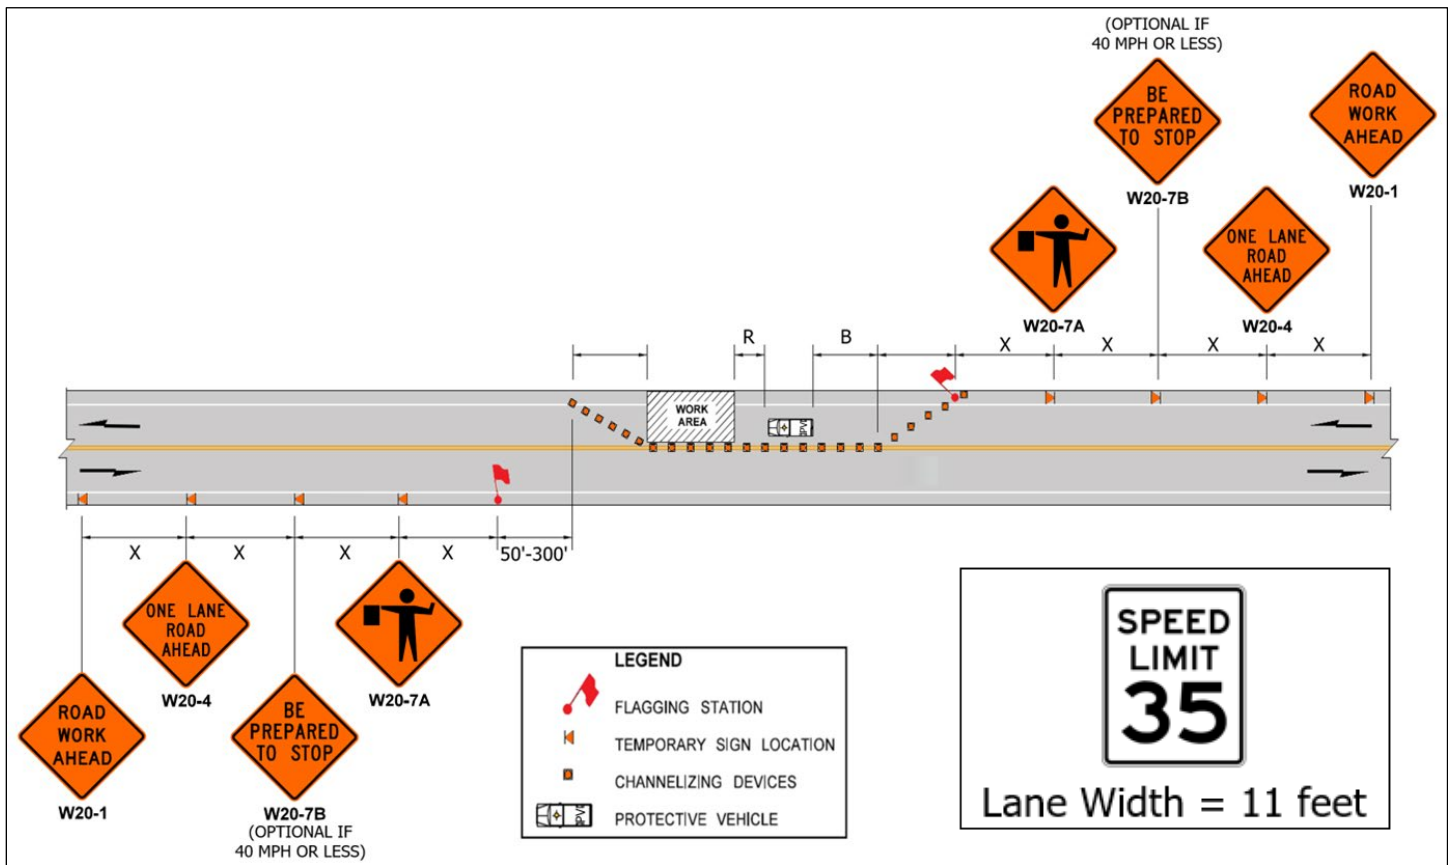 (OPTIONAL IF
40 MPH OR LESS)
BE
PREPARED
TO STOP
W20-7B
ROAD
WORK
AHEAD
W20-1
W20-7A
ONE LANE
ROAD
AHEAD
W20-4
R
B
X
X
X
X
WORK
AREA
PV
X
X
X
X
50'-300'
ROAD
WORK
AHEAD
W20-1
ONE LANE
ROAD
AHEAD
W20-4
BE
PREPARED
TO STOP
W20-7B
(OPTIONAL IF
40 MPH OR LESS)
W20-7A
LEGEND
FLAGGING STATION
TEMPORARY SIGN LOCATION
CHANNELIZING DEVICES
PV
PROTECTIVE VEHICLE
SPEED
LIMIT
35
Lane Width = 11 feet